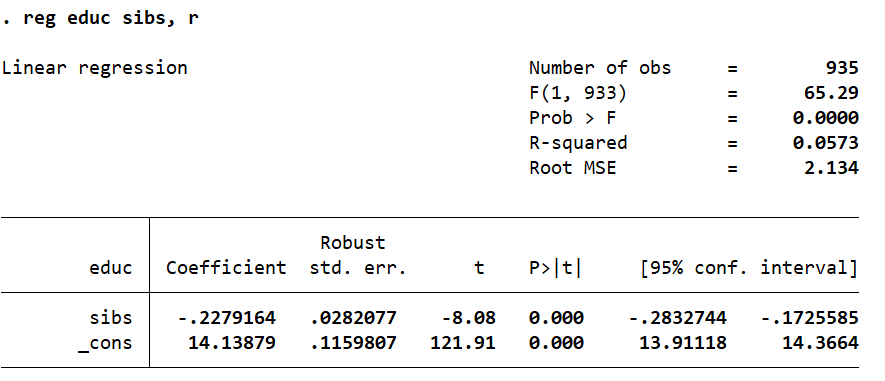 . reg educ sibs, r
Linear regression Number of obs = 935
F(1, 933) = 65.29
Prob > F = 0.0000
R-squared = 0.0573
Root MSE = 2.134
Robust
educ Coefficient std. err. t P>|t| [95% conf. interval]
sibs -.2279164 .0282077 -8.08 0.000 -.2832744 -.1725585
_cons 14.13879 .1159807 121.91 0.000 13.91118 14.3664